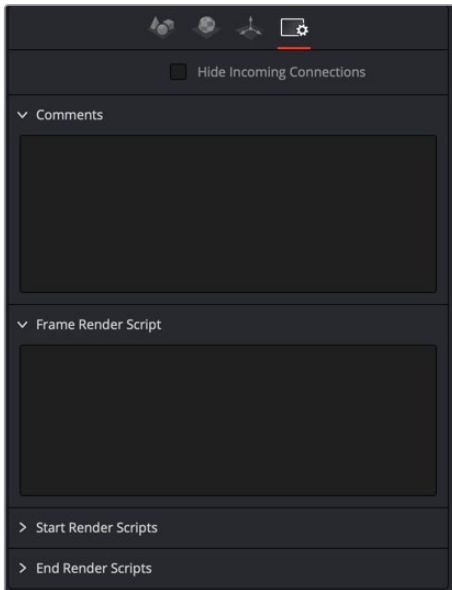 Hide Incoming Connections
Comments
Frame Render Script
Start Render Scripts
End Render Scripts